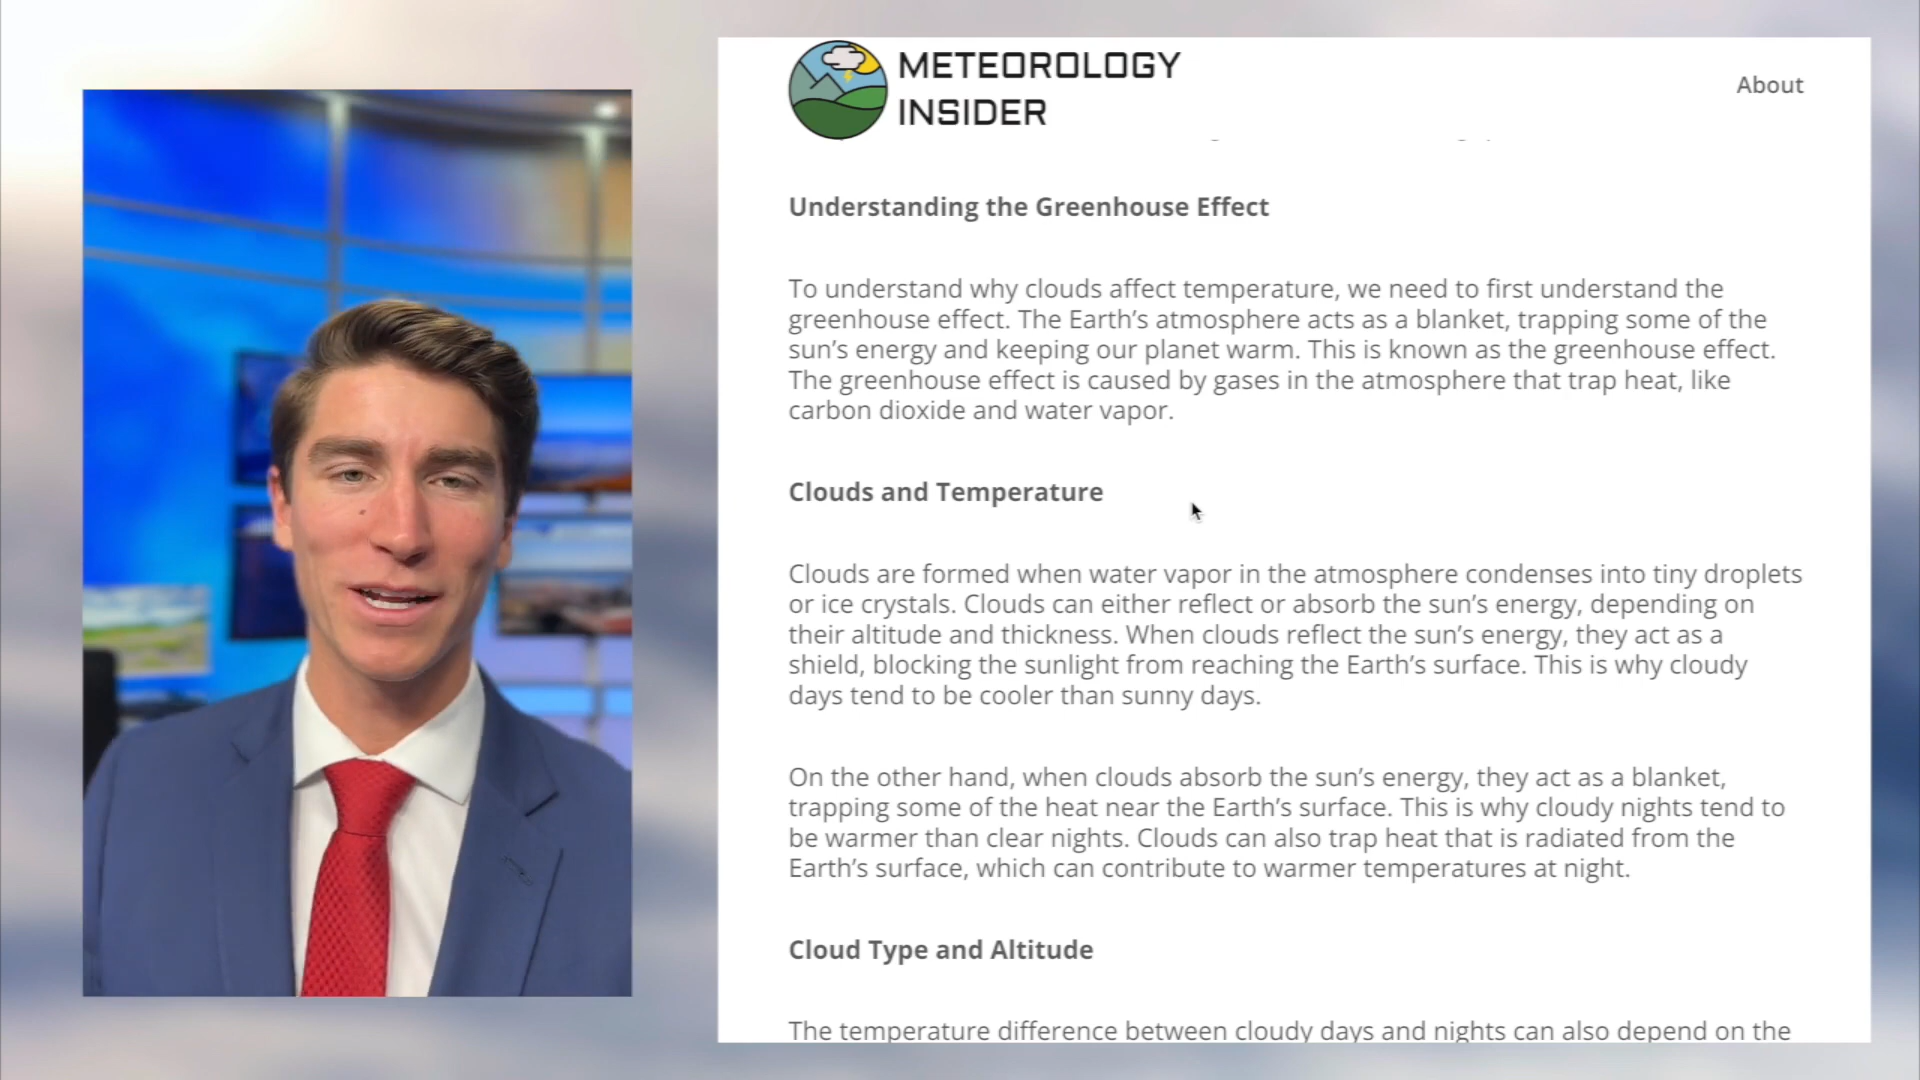 METEOROLOGY
INSIDER
About
Understanding the Greenhouse Effect
To understand why clouds affect temperature, we need to first understand the
greenhouse effect. The Earth’s atmosphere acts as a blanket, trapping some of the
sun’s energy and keeping our planet warm. This is known as the greenhouse effect.
The greenhouse effect is caused by gases in the atmosphere that trap heat, like
carbon dioxide and water vapor.
Clouds and Temperature
Clouds are formed when water vapor in the atmosphere condenses into tiny droplets
or ice crystals. Clouds can either reflect or absorb the sun’s energy, depending on
their altitude and thickness. When clouds reflect the sun’s energy, they act as a
shield, blocking the sunlight from reaching the Earth’s surface. This is why cloudy
days tend to be cooler than sunny days.
On the other hand, when clouds absorb the sun’s energy, they act as a blanket,
trapping some of the heat near the Earth’s surface. This is why cloudy nights tend to
be warmer than clear nights. Clouds can also trap heat that is radiated from the
Earth’s surface, which can contribute to warmer temperatures at night.
Cloud Type and Altitude
The temperature difference between cloudy days and nights can also depend on the